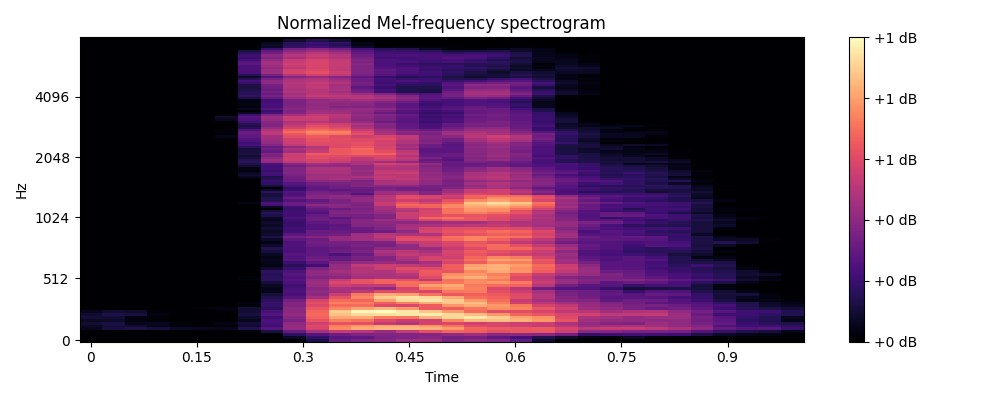 Normalized Mel-frequency spectrogram
Hz
4096
2048
1024
512
0
0 0.15 0.3 0.45 0.6 0.75 0.9
Time
+1 dB
+1 dB
+1 dB
+0 dB
+0 dB
+0 dB